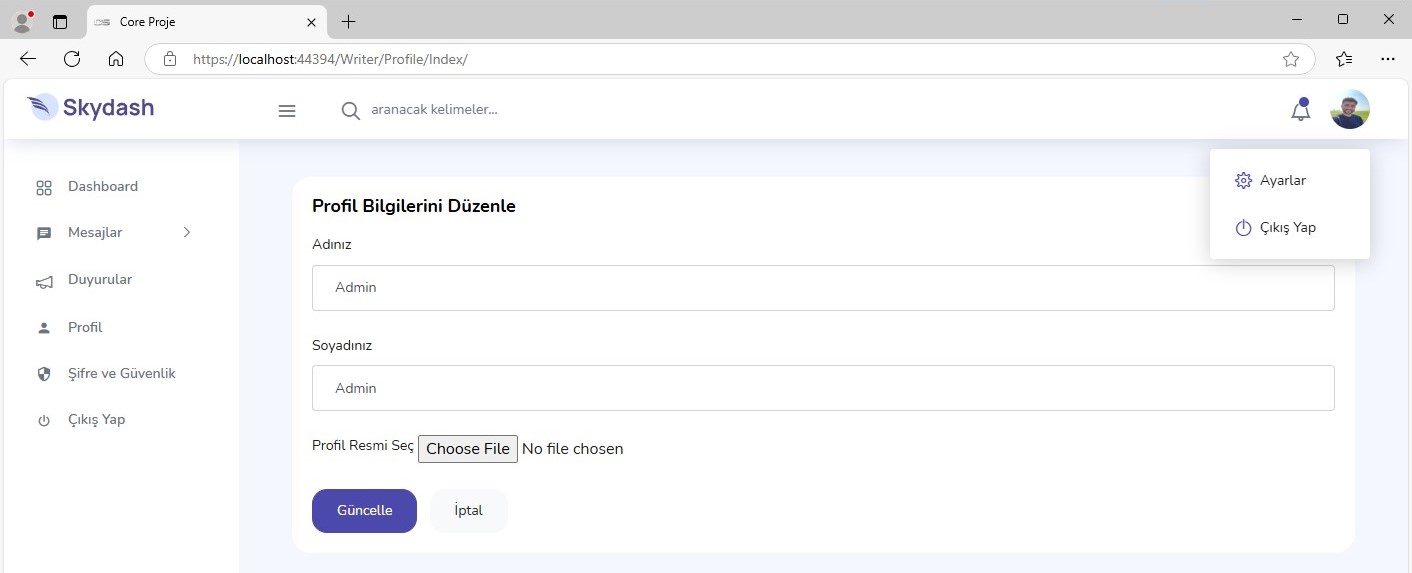 Core Proje
https://localhost:44394/Writer/Profile/Index/
Skydash
aranacak kelimeler...
Dashboard
Mesajlar
Duyurular
Profil
Şifre ve Güvenlik
Çıkış Yap
Ayarlar
Çıkış Yap
Profil Bilgilerini Düzenle
Adınız
Admin
Soyadınız
Admin
Profil Resmi Seç Choose File No file chosen
Güncelle İptal